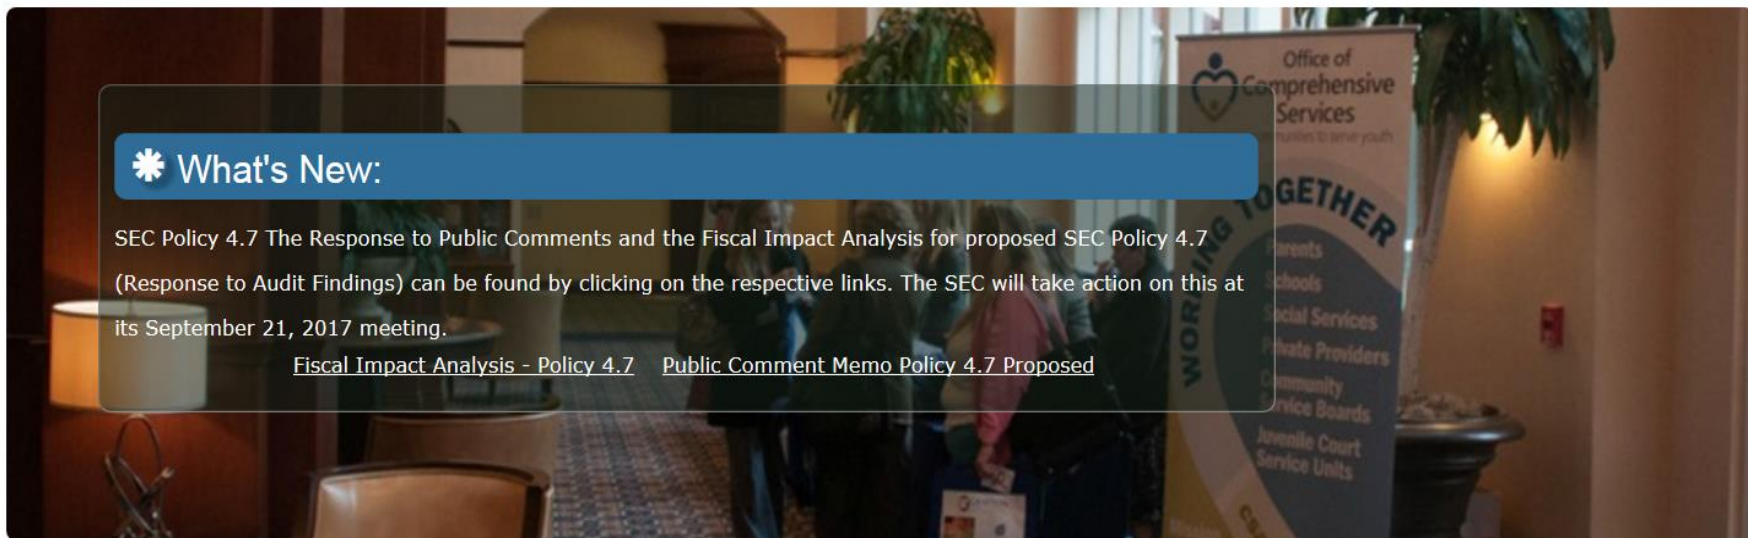 What's New:
SEC Policy 4.7 The Response to Public Comments and the Fiscal Impact Analysis for proposed SEC Policy 4.7
(Response to Audit Findings) can be found by clicking on the respective links. The SEC will take action on this at
its September 21, 2017 meeting.
Fiscal Impact Analysis - Policy 4.7 Public Comment Memo Policy 4.7 Proposed
Office of
Comprehensive
Services
to serve youth
WORKING TOGETHER
Parents
Schools
Social Services
Private Providers
Community
Service Boards
Juvenile Court
Service Units